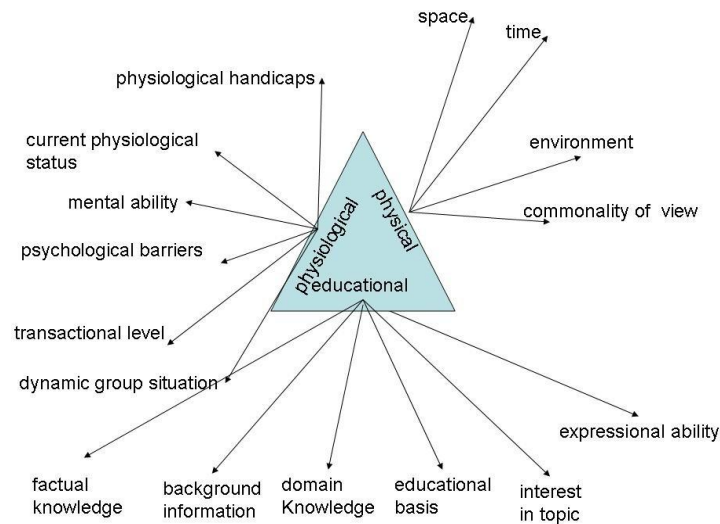 space
time
physiological handicaps
current physiological
status
environment
mental ability
commonality of view
physiological
physical
psychological barriers
educational
transactional level
dynamic group situation
expressional ability
factual
knowledge
background
information
domain
Knowledge
educational
basis
interest
in topic